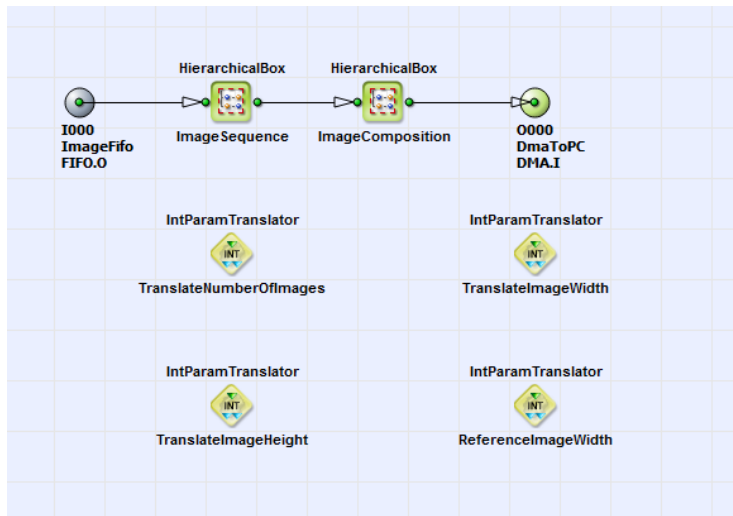 HierarchicalBox
HierarchicalBox
I000
ImageFifo
FIFO.O
ImageSequence
ImageComposition
O000
DmaToPC
DMA.I
IntParamTranslator
IntParamTranslator
INT
INT
TranslateNumberOfImages
TranslateImageWidth
IntParamTranslator
IntParamTranslator
INT
INT
TranslateImageHeight
ReferenceImageWidth